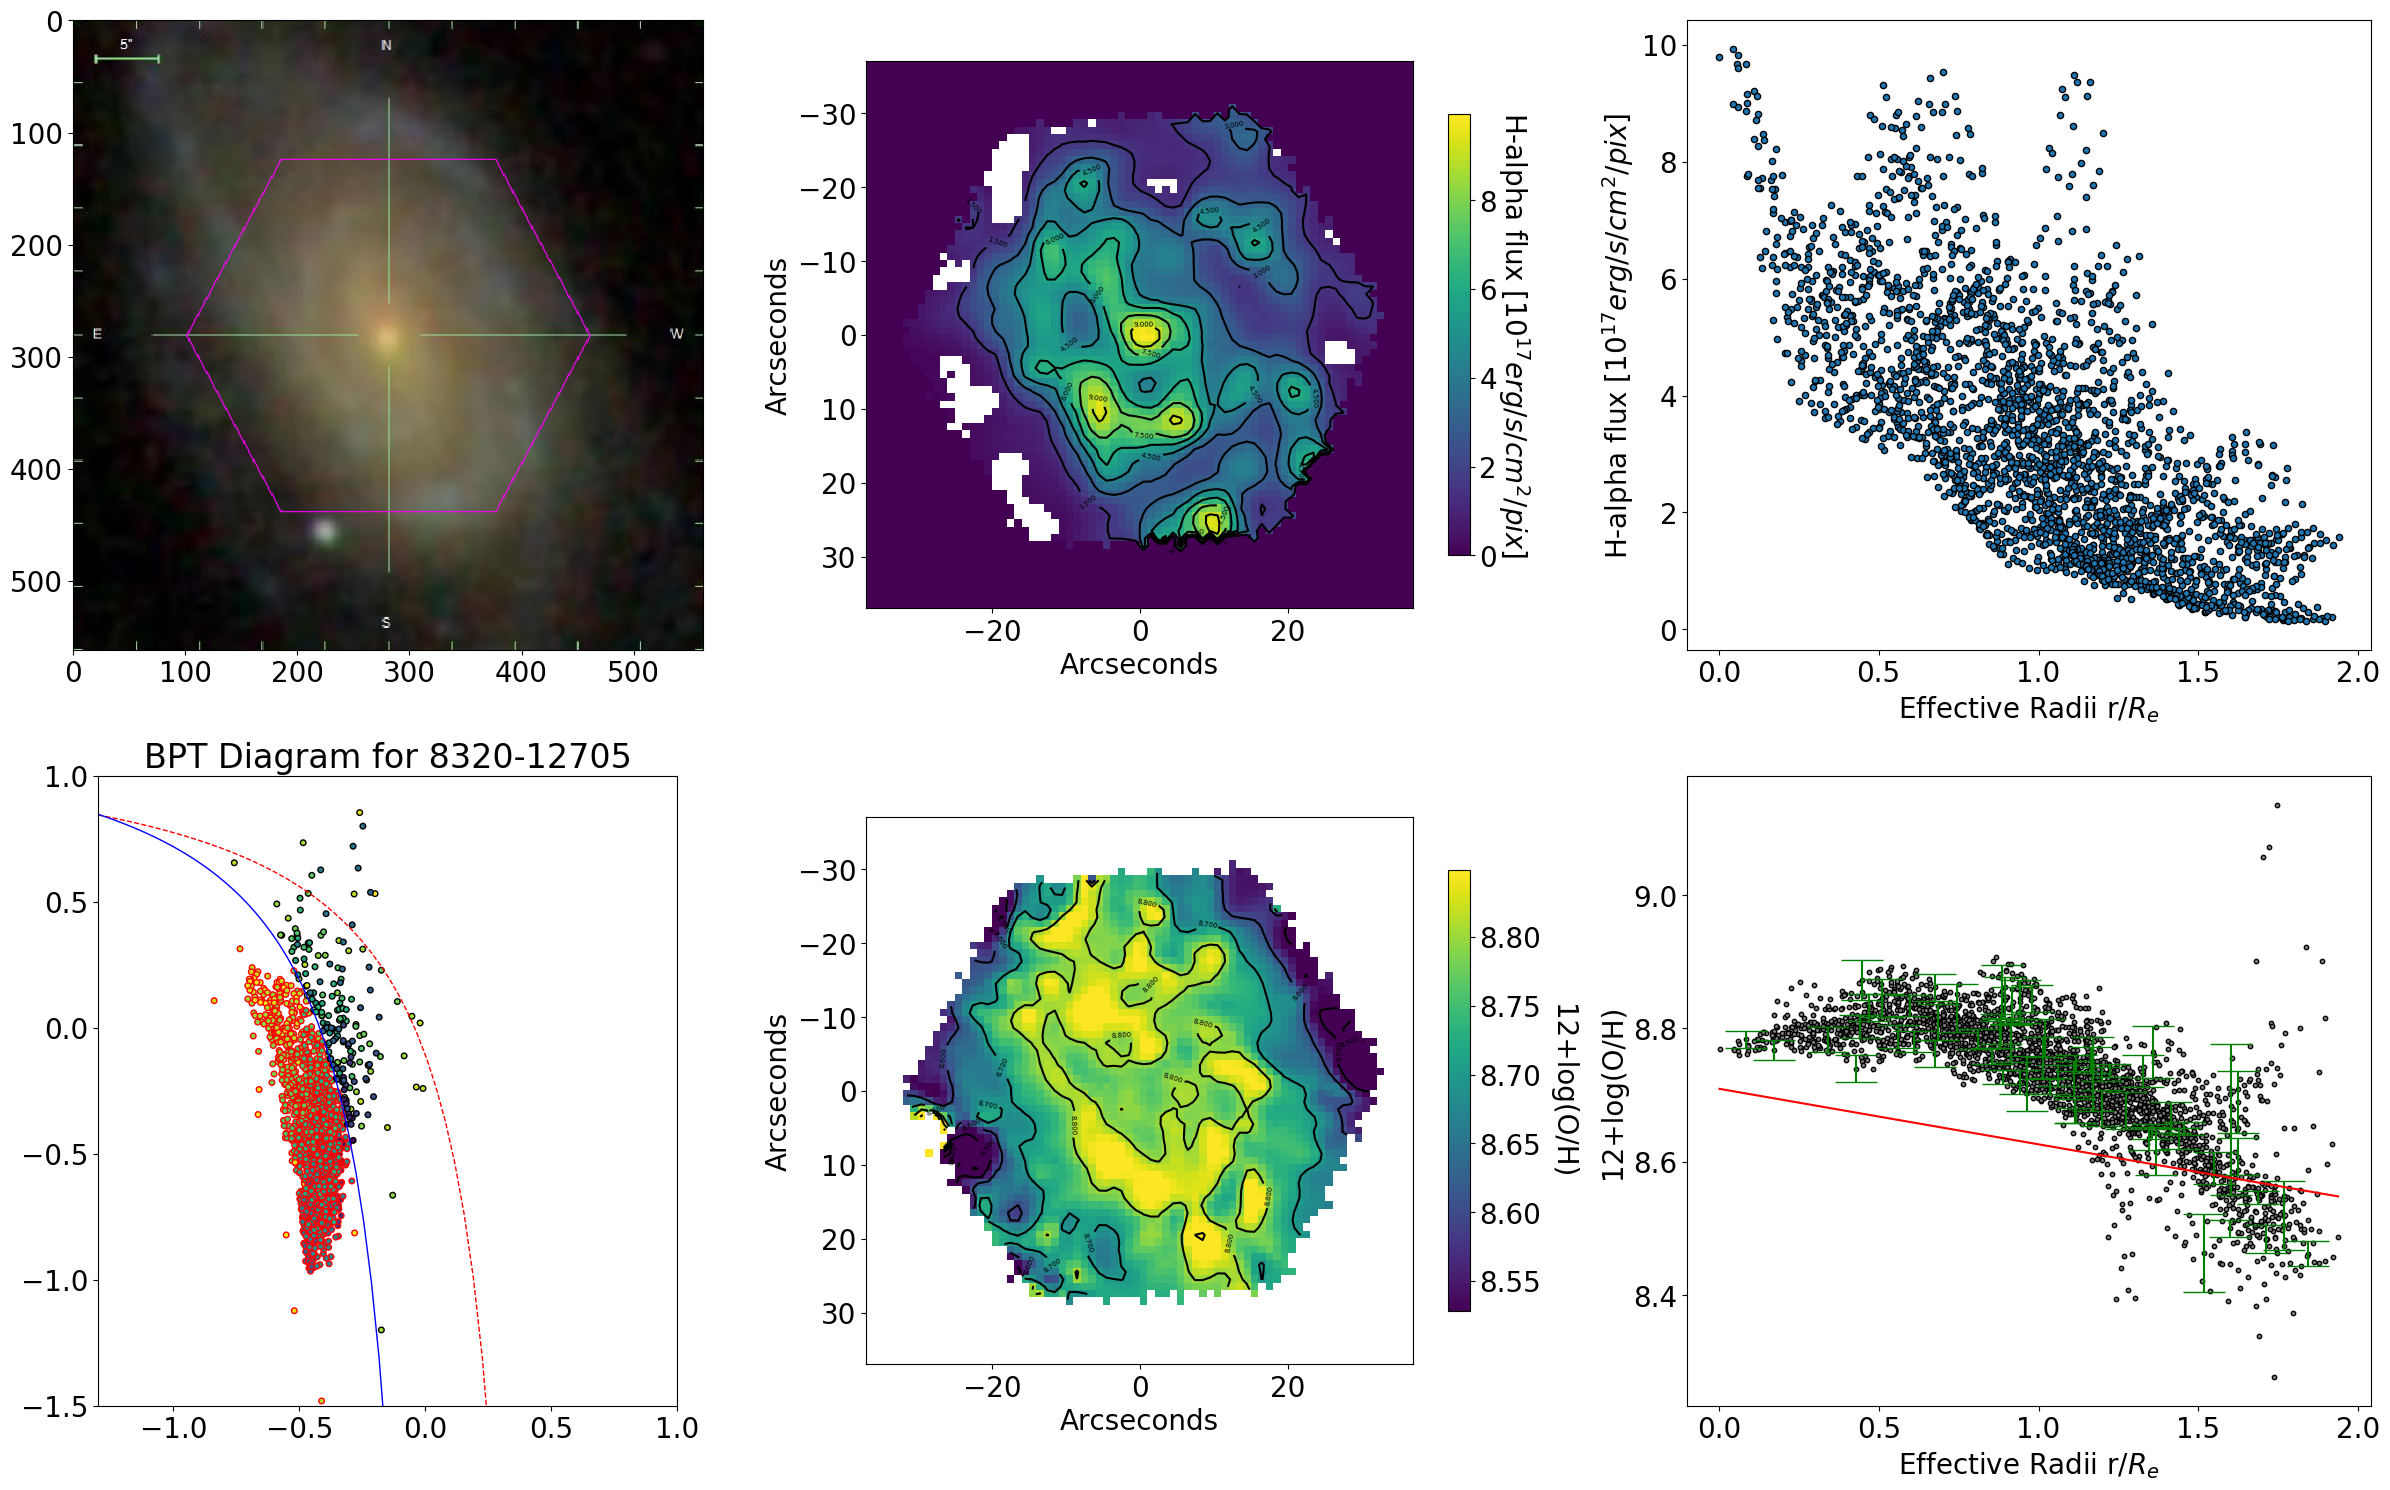 0
100
200
300
400
500
0 100 200 300 400 500
5"
N
E
W
S
−30
−20
−10
0
10
20
30
−20 0 20
Arcseconds
Arcseconds
8
6
4
2
0
H-alpha flux [10^17 erg/s/cm^2/pix]
10
8
6
4
2
0
0.0 0.5 1.0 1.5 2.0
H-alpha flux [10^17 erg/s/cm^2/pix]
Effective Radii r/R_e
BPT Diagram for 8320-12705
1.0
0.5
0.0
−0.5
−1.0
−1.5
−1.0 −0.5 0.0 0.5 1.0
−30
−20
−10
0
10
20
30
−20 0 20
Arcseconds
Arcseconds
8.80
8.75
8.70
8.65
8.60
8.55
12+log(O/H)
9.0
8.8
8.6
8.4
0.0 0.5 1.0 1.5 2.0
12+log(O/H)
Effective Radii r/R_e